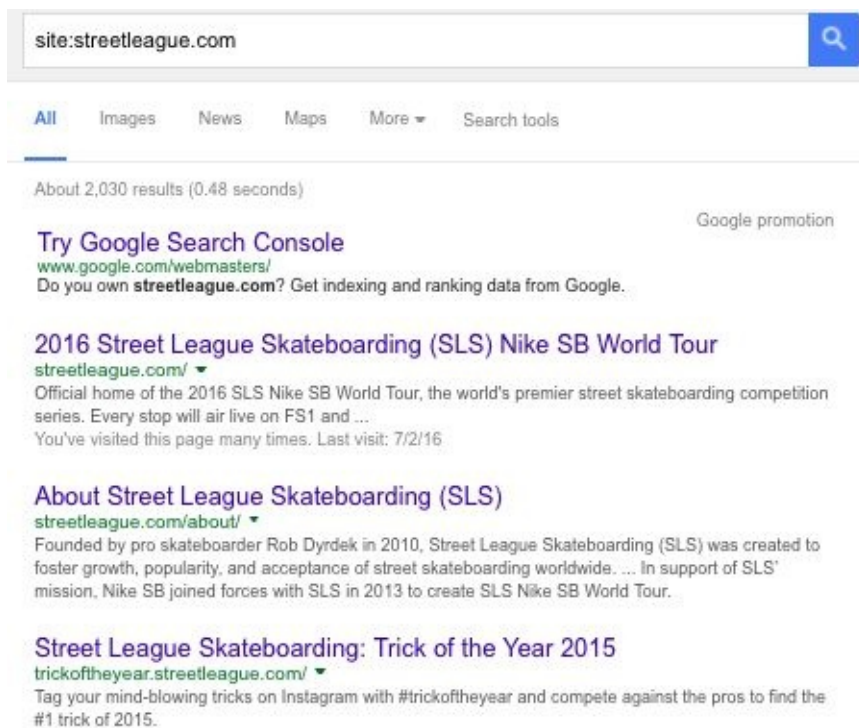 site:streetleague.com
All Images News Maps More Search tools
About 2,030 results (0.48 seconds)
Google promotion
Try Google Search Console
www.google.com/webmasters/
Do you own streetleague.com? Get indexing and ranking data from Google.
2016 Street League Skateboarding (SLS) Nike SB World Tour
streetleague.com/
Official home of the 2016 SLS Nike SB World Tour, the world's premier street skateboarding competition
series. Every stop will air live on FS1 and ...
You've visited this page many times. Last visit: 7/2/16
About Street League Skateboarding (SLS)
streetleague.com/about/
Founded by pro skateboarder Rob Dyrdek in 2010, Street League Skateboarding (SLS) was created to
foster growth, popularity, and acceptance of street skateboarding worldwide. ... In support of SLS'
mission, Nike SB joined forces with SLS in 2013 to create SLS Nike SB World Tour.
Street League Skateboarding: Trick of the Year 2015
trickoftheyear.streetleague.com/
Tag your mind-blowing tricks on Instagram with #trickoftheyear and compete against the pros to find the
#1 trick of 2015.